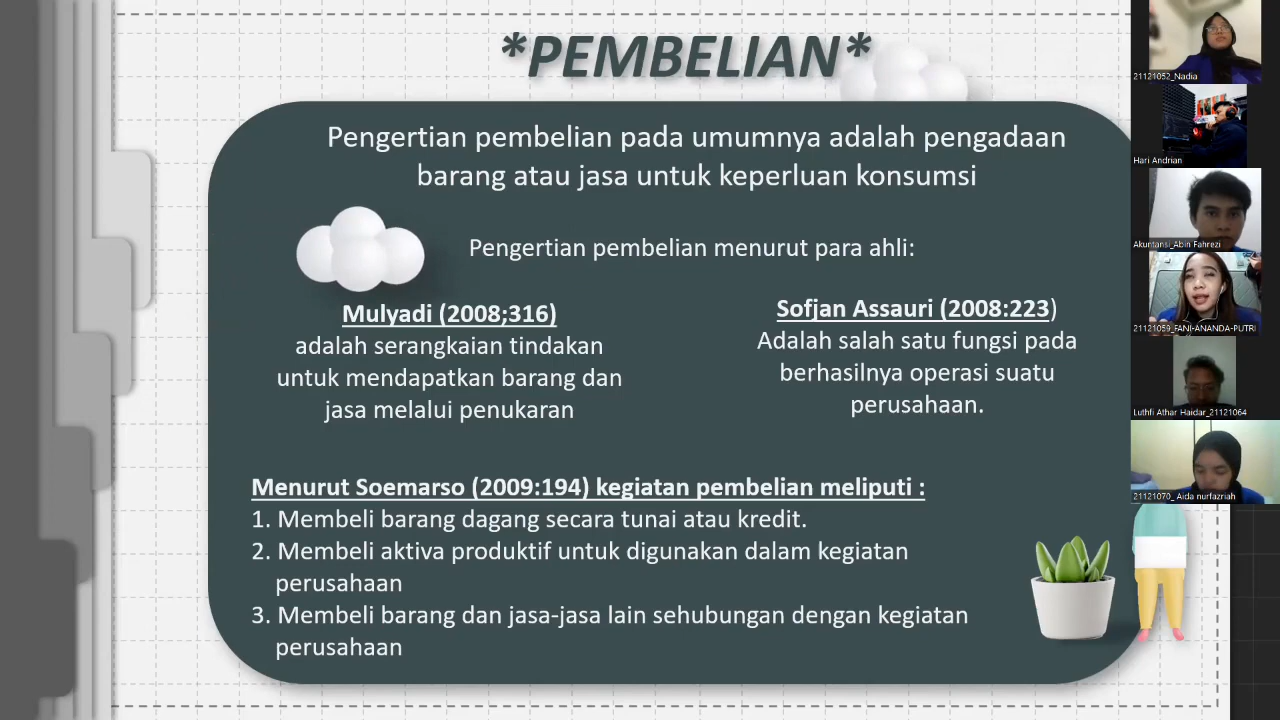 *PEMBELIAN*
Pengertian pembelian pada umumnya adalah pengadaan
barang atau jasa untuk keperluan konsumsi
Pengertian pembelian menurut para ahli:
Mulyadi (2008;316)
adalah serangkaian tindakan
untuk mendapatkan barang dan
jasa melalui penukaran
Sofjan Assauri (2008:223)
Adalah salah satu fungsi pada
berhasilnya operasi suatu
perusahaan.
Menurut Soemarso (2009:194) kegiatan pembelian meliputi :
1. Membeli barang dagang secara tunai atau kredit.
2. Membeli aktiva produktif untuk digunakan dalam kegiatan
perusahaan
3. Membeli barang dan jasa-jasa lain sehubungan dengan kegiatan
perusahaan
21121052_Nadia
Hari Andrian
Akuntansi_Abin Fahrezi
21121059_FANI-ANANDA-PUTRI
Luthfi Athar Haidar_21121064
21121070_ Aida nurfazriah